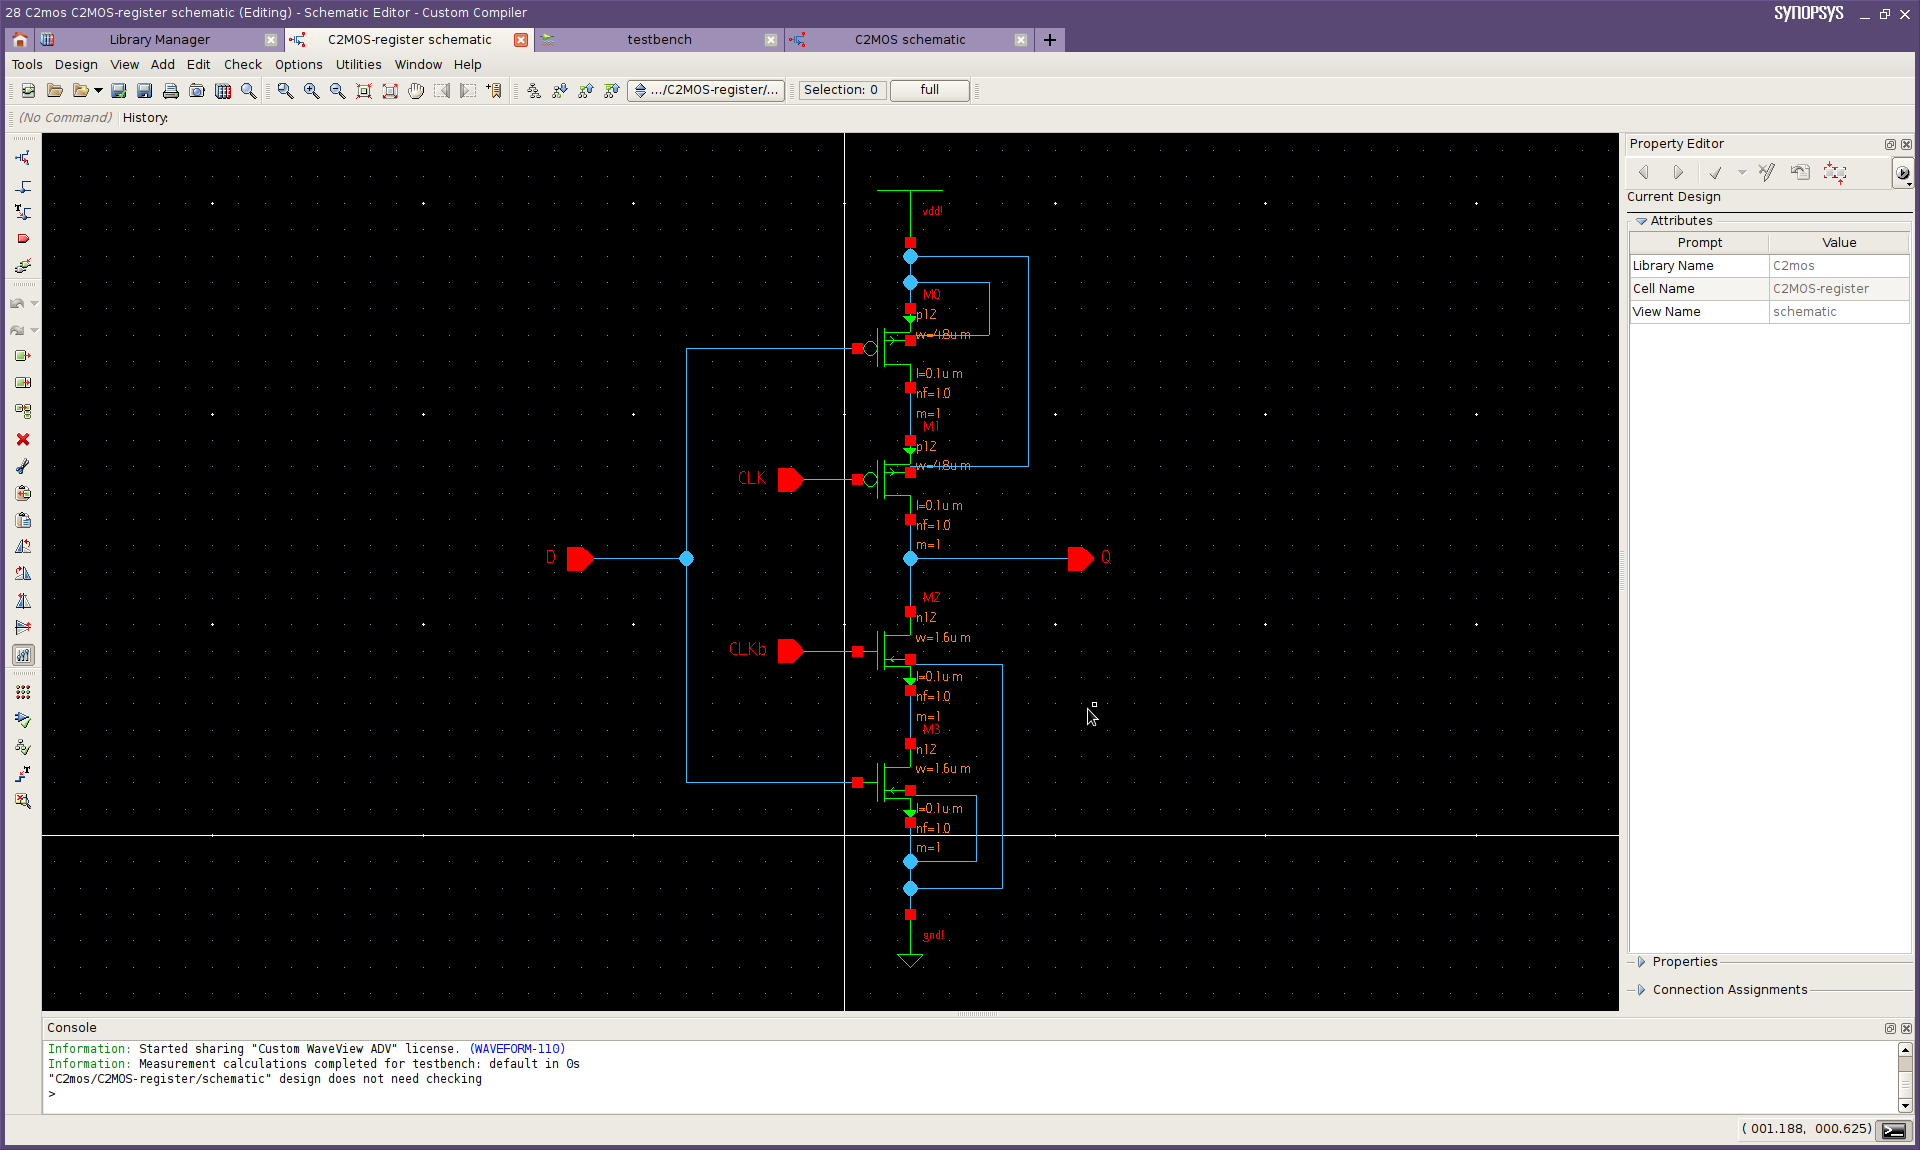 28 C2mos C2MOS-register schematic (Editing) - Schematic Editor - Custom Compiler
SYNOPSYS
Library Manager
C2MOS-register schematic
testbench
C2MOS schematic
Tools Design View Add Edit Check Options Utilities Window Help
.../C2MOS-register/...
Selection: 0
full
(No Command) History:
Property Editor
Current Design
Attributes
Prompt Value
Library Name C2mos
Cell Name C2MOS-register
View Name schematic
vdd!
M0
p12
w=4.8u m
l=0.1u m
nf=1.0
m=1
M1
p12
w=4.8u m
CLK
l=0.1u m
nf=1.0
m=1
D
Q
M2
n12
w=1.6u m
CLKb
l=0.1u m
nf=1.0
m=1
M3
n12
w=1.6u m
l=0.1u m
nf=1.0
m=1
gnd!
Properties
Connection Assignments
Console
Information: Started sharing "Custom WaveView ADV" license. (WAVEFORM-110)
Information: Measurement calculations completed for testbench: default in 0s
"C2mos/C2MOS-register/schematic" design does not need checking
>
( 001.188, 000.625)